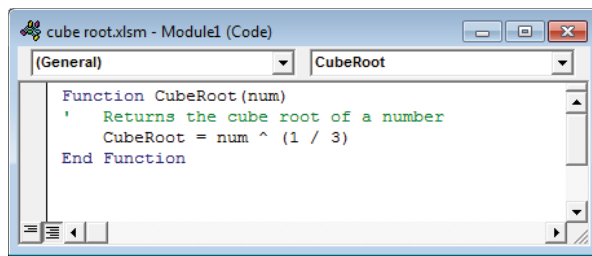 cube root.xlsm - Module1 (Code)
(General) CubeRoot
Function CubeRoot(num)
'   Returns the cube root of a number
    CubeRoot = num ^ (1 / 3)
End Function